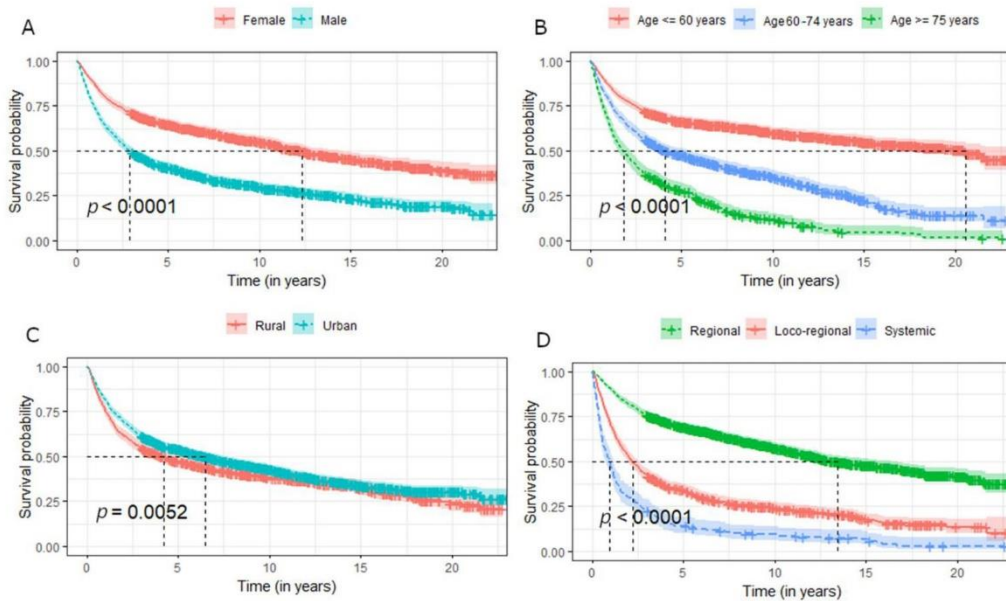 A
Female Male
Survival probability
1.00
0.75
0.50
0.25
0.00
p < 0.0001
0 5 10 15 20
Time (in years)
B
Age <= 60 years Age 60-74 years Age >= 75 years
Survival probability
1.00
0.75
0.50
0.25
0.00
p < 0.0001
0 5 10 15 20
Time (in years)
C
Rural Urban
Survival probability
1.00
0.75
0.50
0.25
0.00
p = 0.0052
0 5 10 15 20
Time (in years)
D
Regional Loco-regional Systemic
Survival probability
1.00
0.75
0.50
0.25
0.00
p < 0.0001
0 5 10 15 20
Time (in years)